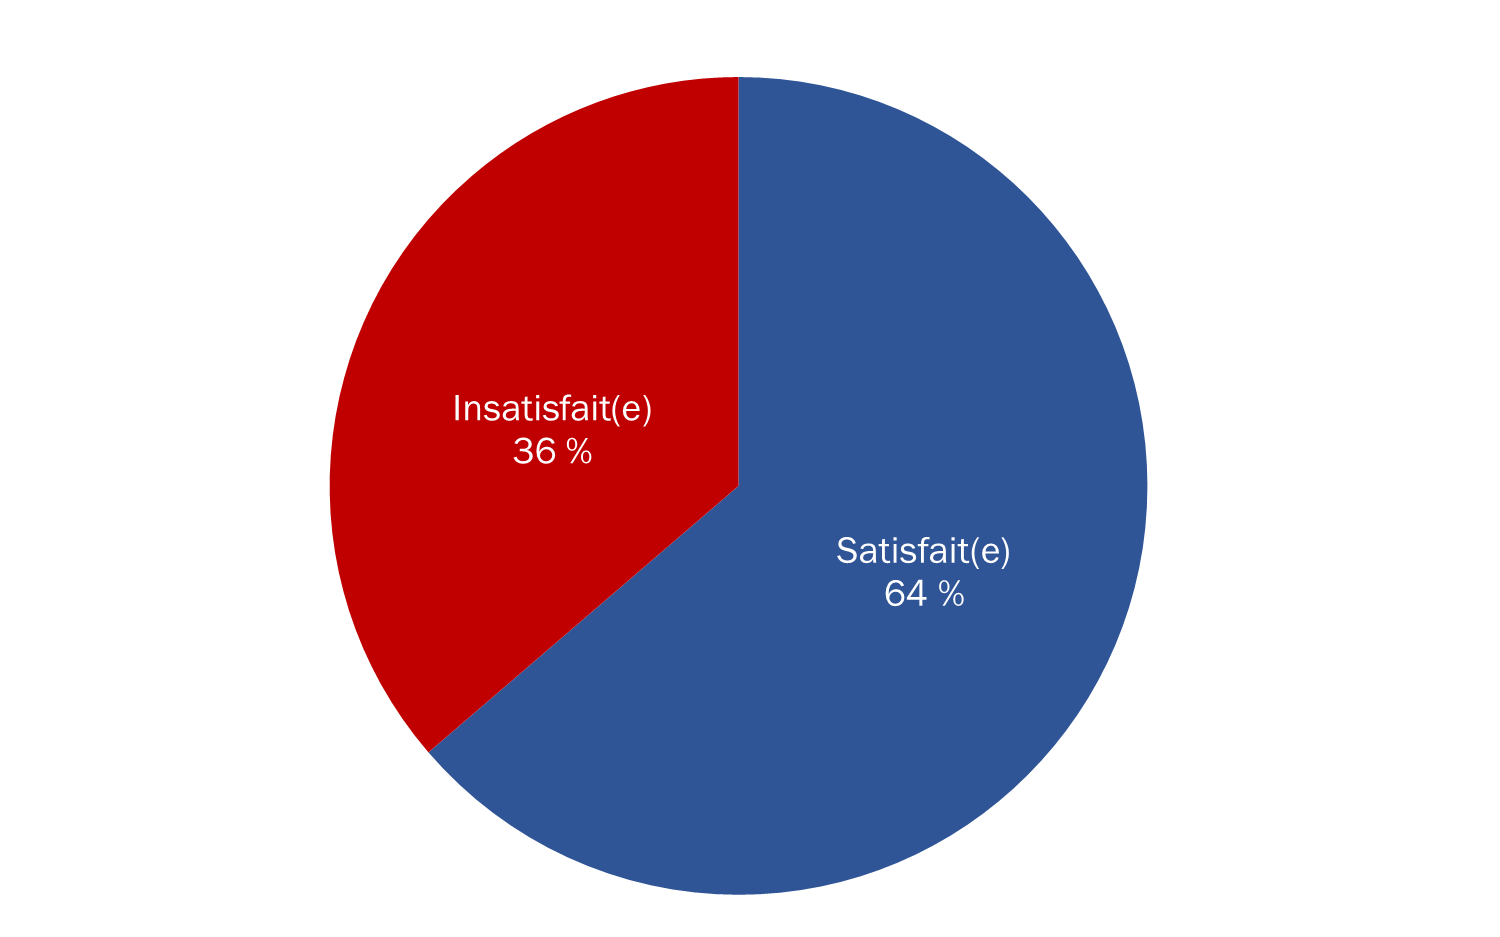 Insatisfait(e)
36 %
Satisfait(e)
64 %